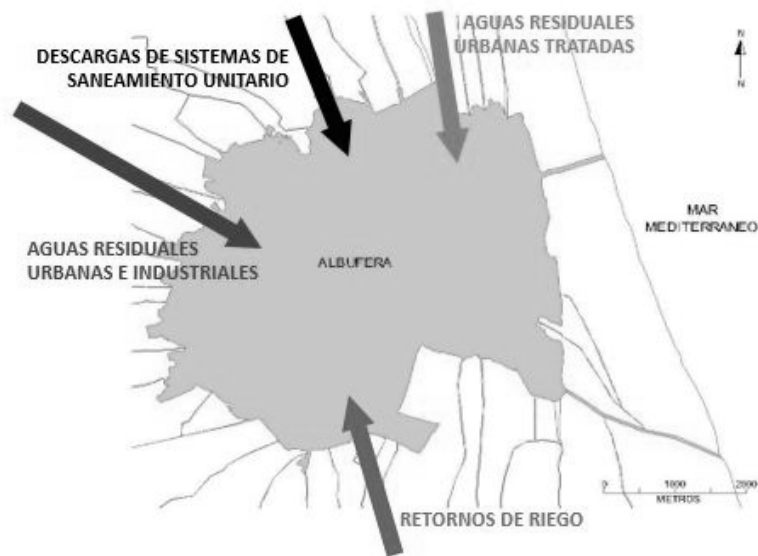 AGUAS RESIDUALES
URBANAS TRATADAS
DESCARGAS DE SISTEMAS DE
SANEAMIENTO UNITARIO
N
N
MAR
MEDITERRANEO
AGUAS RESIDUALES
URBANAS E INDUSTRIALES
ALBUFERA
RETORNOS DE RIEGO
0 1000 2000
METROS